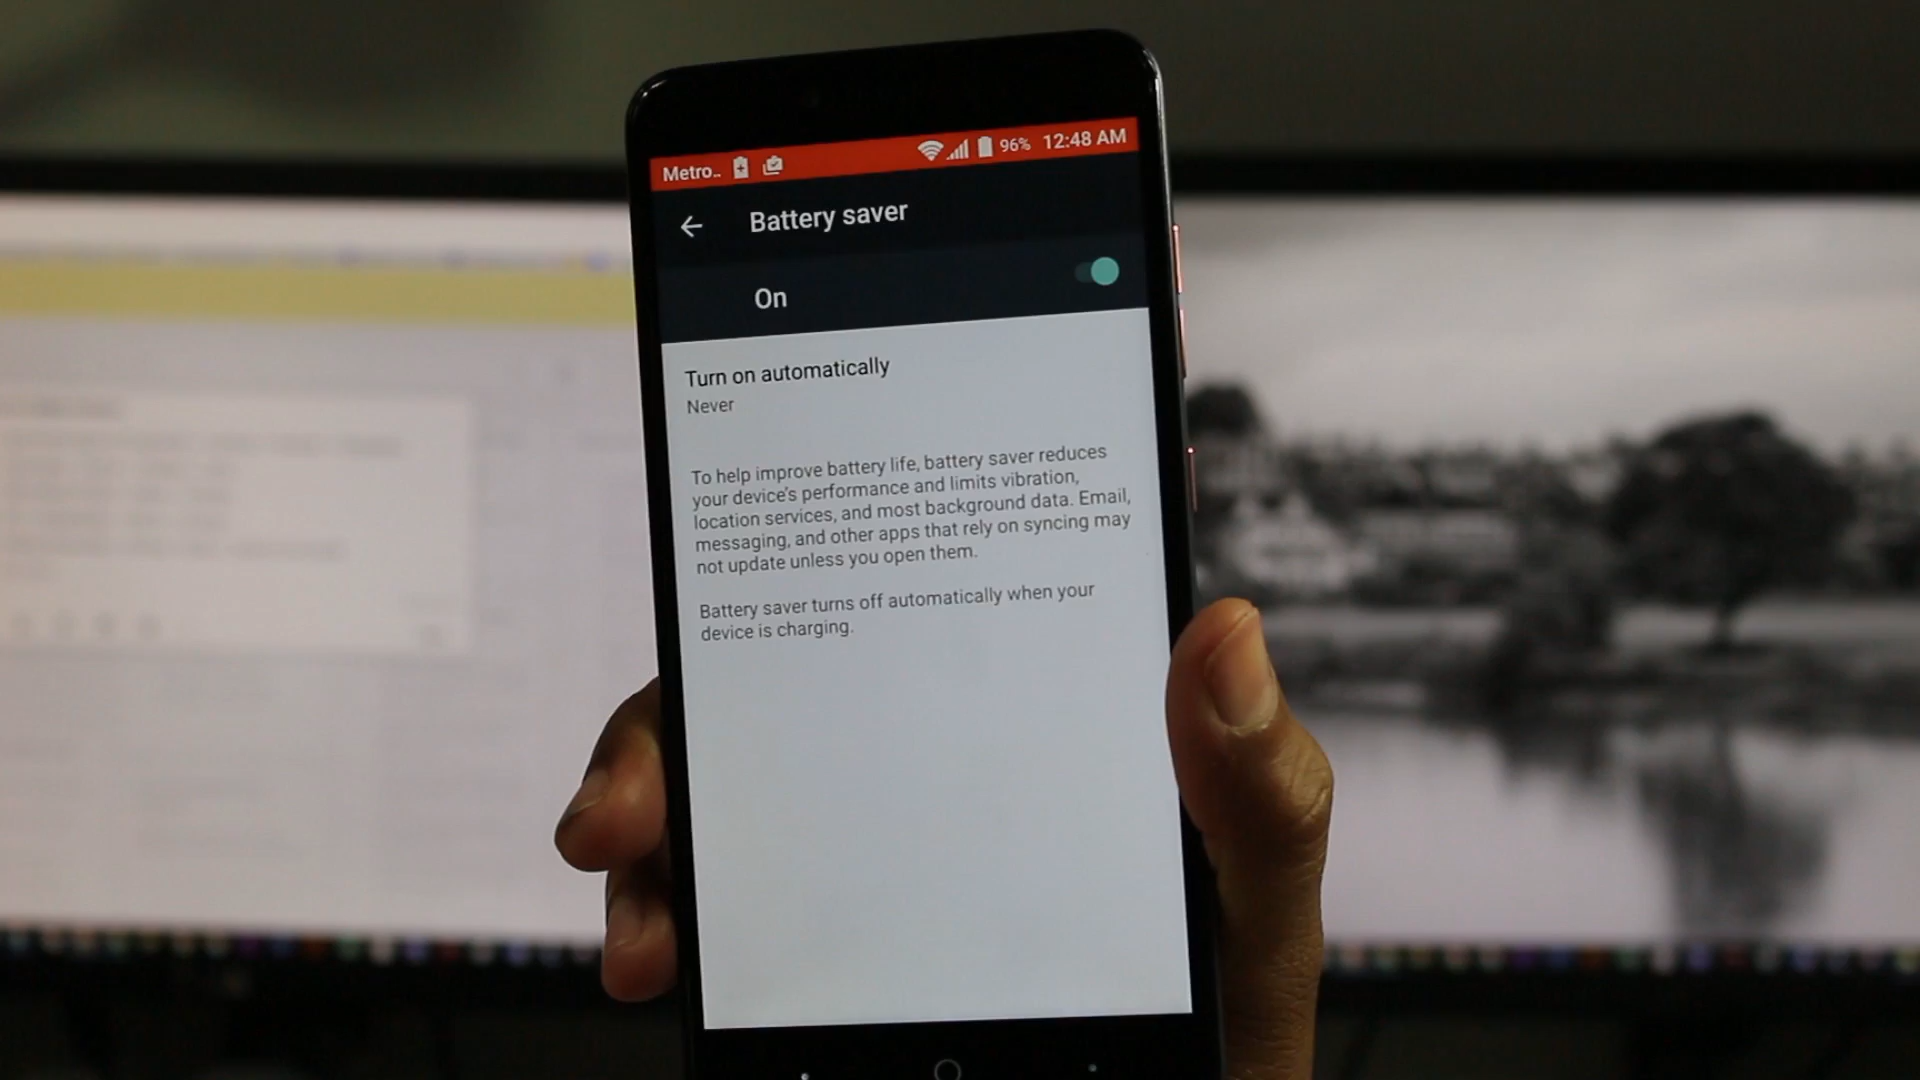 Metro.. 96% 12:48 AM
Battery saver
On
Turn on automatically
Never
To help improve battery life, battery saver reduces
your device's performance and limits vibration,
location services, and most background data. Email,
messaging, and other apps that rely on syncing may
not update unless you open them.
Battery saver turns off automatically when your
device is charging.